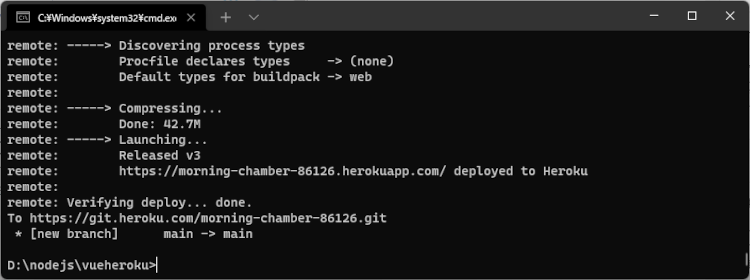 C:¥Windows¥system32¥cmd.exe
remote: -----> Discovering process types
remote:        Procfile declares types     -> (none)
remote:        Default types for buildpack -> web
remote:
remote: -----> Compressing...
remote:        Done: 42.7M
remote: -----> Launching...
remote:        Released v3
remote:        https://morning-chamber-86126.herokuapp.com/ deployed to Heroku
remote:
remote: Verifying deploy... done.
To https://git.heroku.com/morning-chamber-86126.git
 * [new branch]      main -> main
D:\nodejs\vueheroku>